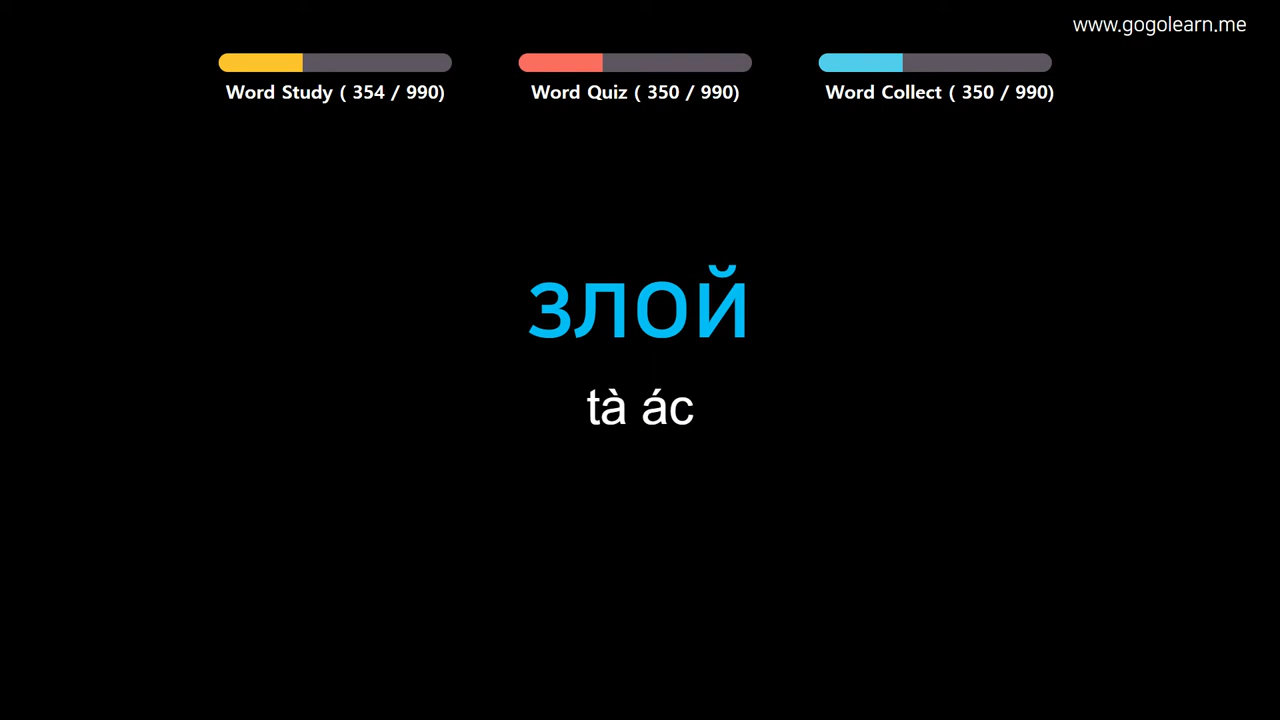 www.gogolearn.me
Word Study ( 354 / 990)
Word Quiz ( 350 / 990)
Word Collect ( 350 / 990)
злой
tà ác